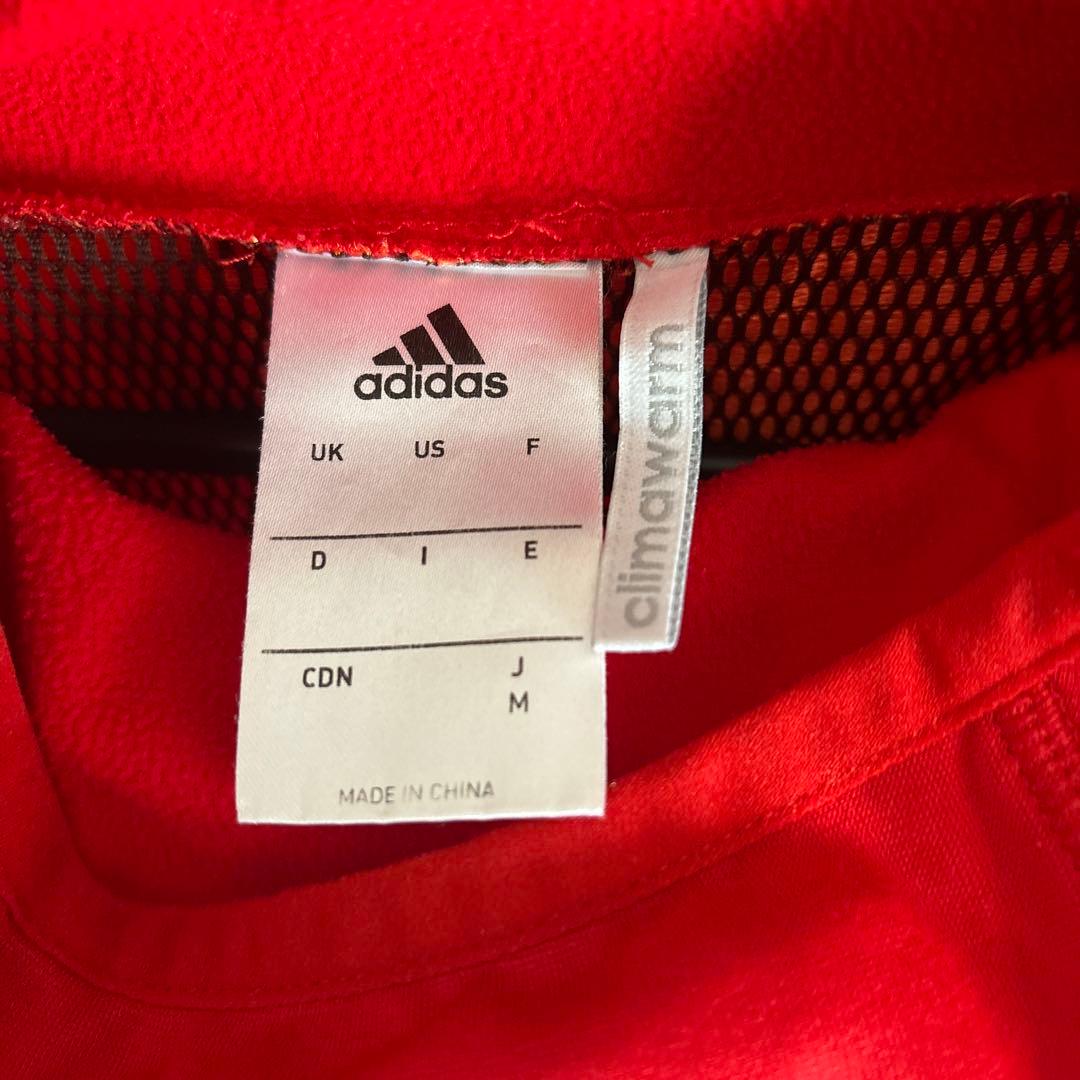 adidas
UK US F
D I E
CDN J
M
MADE IN CHINA
climawarm